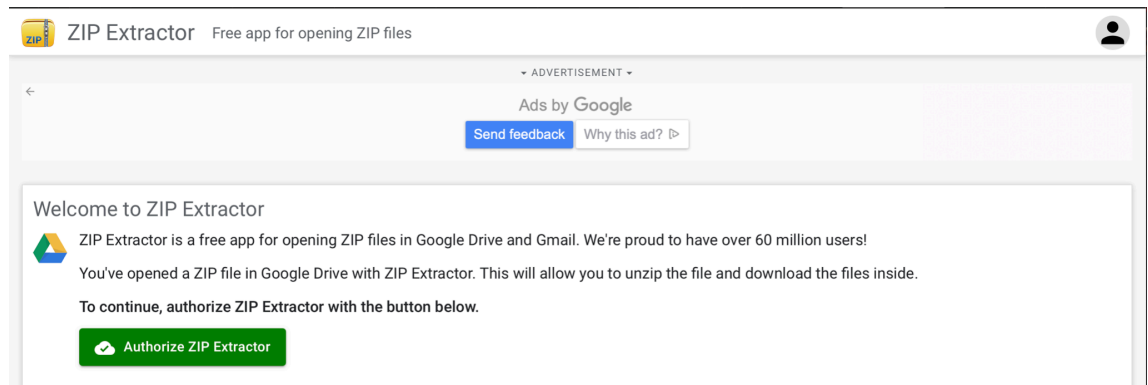 ZIP ZIP Extractor Free app for opening ZIP files
ADVERTISEMENT
Ads by Google
Send feedback Why this ad?
Welcome to ZIP Extractor
ZIP Extractor is a free app for opening ZIP files in Google Drive and Gmail. We're proud to have over 60 million users!
You've opened a ZIP file in Google Drive with ZIP Extractor. This will allow you to unzip the file and download the files inside.
To continue, authorize ZIP Extractor with the button below.
Authorize ZIP Extractor